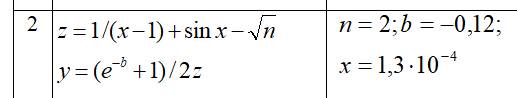 2 z = 1/(x−1) + sin x − √n n = 2; b = −0,12;
y = (e⁻ᵇ + 1)/2z x = 1,3·10⁻⁴